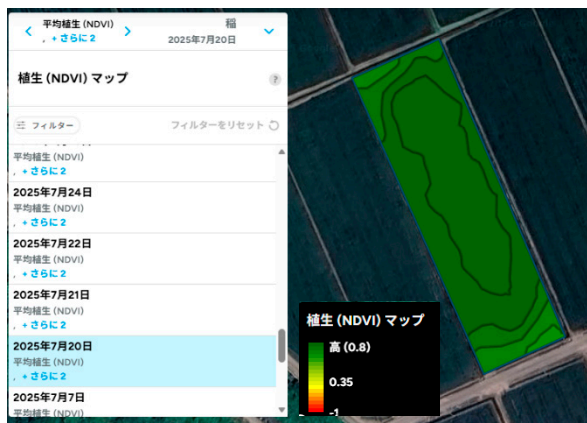 平均植生 (NDVI)
, + さらに 2
稲
2025年7月20日
植生 (NDVI) マップ
?
フィルター
フィルターをリセット
平均植生 (NDVI)
, + さらに 2
2025年7月24日
平均植生 (NDVI)
, + さらに 2
2025年7月22日
平均植生 (NDVI)
, + さらに 2
2025年7月21日
平均植生 (NDVI)
, + さらに 2
2025年7月20日
平均植生 (NDVI)
, + さらに 2
2025年7月7日
平均植生 (NDVI)
植生 (NDVI) マップ
高 (0.8)
0.35
-1